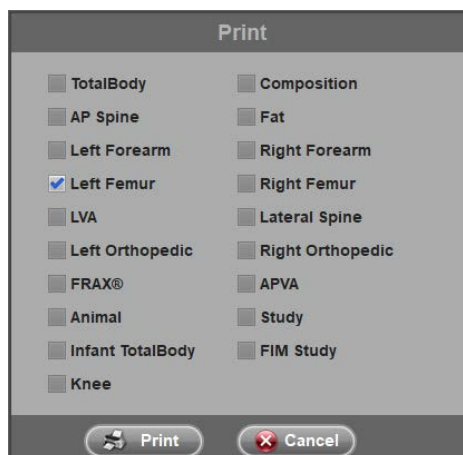 Print
TotalBody Composition
AP Spine Fat
Left Forearm Right Forearm
Left Femur Right Femur
LVA Lateral Spine
Left Orthopedic Right Orthopedic
FRAX® APVA
Animal Study
Infant TotalBody FIM Study
Knee
Print Cancel